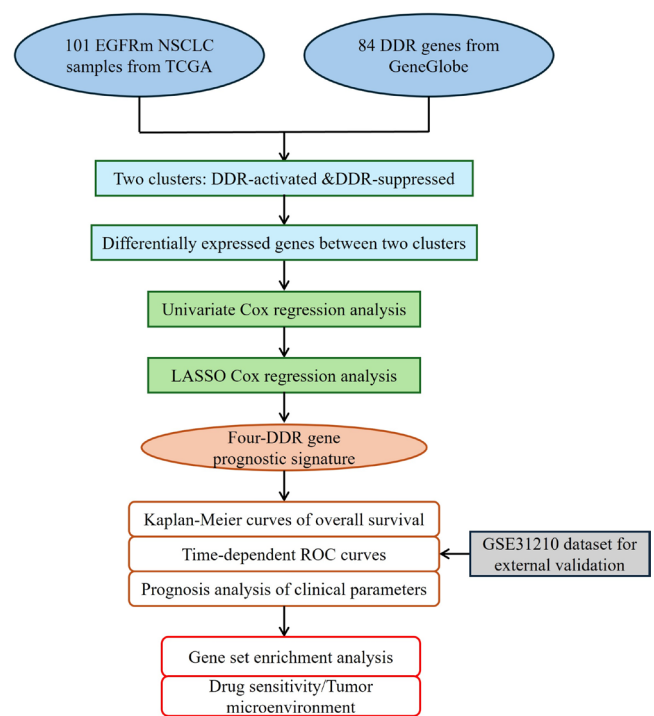 101 EGFRm NSCLC
samples from TCGA
84 DDR genes from
GeneGlobe
Two clusters: DDR-activated &DDR-suppressed
Differentially expressed genes between two clusters
Univariate Cox regression analysis
LASSO Cox regression analysis
Four-DDR gene
prognostic signature
Kaplan-Meier curves of overall survival
Time-dependent ROC curves
GSE31210 dataset for
external validation
Prognosis analysis of clinical parameters
Gene set enrichment analysis
Drug sensitivity/Tumor
microenvironment